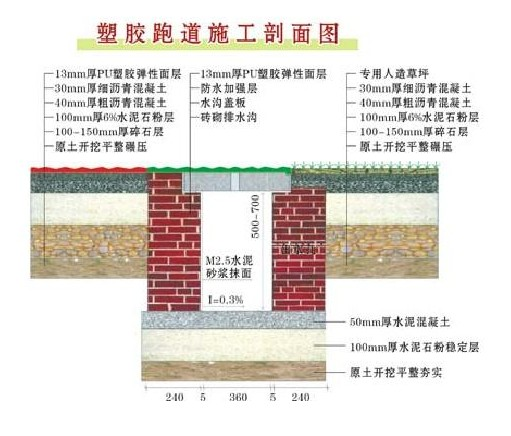 塑胶跑道施工剖面图
13mm厚PU塑胶弹性面层
30mm厚细沥青混凝土
40mm厚粗沥青混凝土
100mm厚6%水泥石粉层
100-150mm厚碎石层
原土开挖平整碾压
13mm厚PU塑胶弹性面层
防水加强层
水沟盖板
砖砌排水沟
专用人造草坪
30mm厚细沥青混凝土
40mm厚粗沥青混凝土
100mm厚6%水泥石粉层
100-150mm厚碎石层
原土开挖平整碾压
500-700
M2.5水泥
砂浆抹面
I=0.3%
50mm厚水泥混凝土
100mm厚水泥石粉稳定层
原土开挖平整夯实
240 5 360 5 240